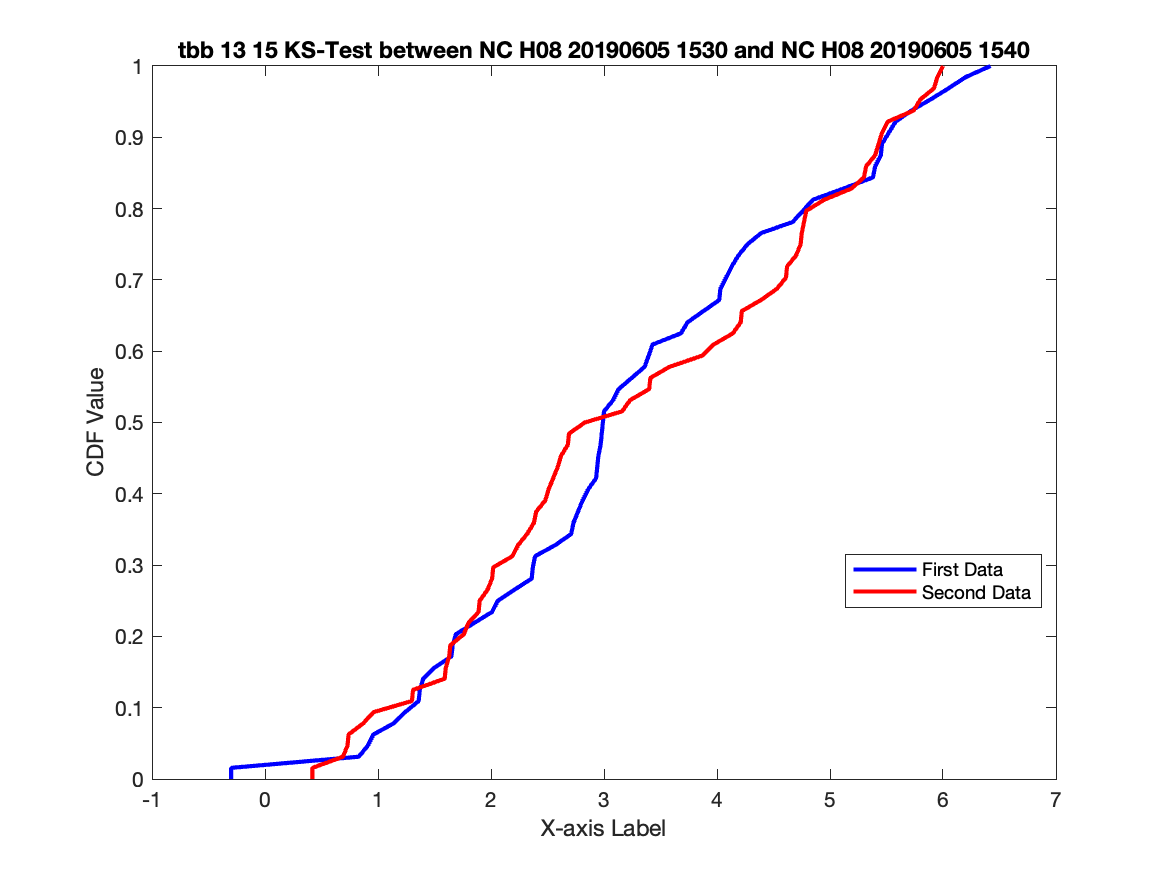 tbb 13 15 KS-Test between NC H08 20190605 1530 and NC H08 20190605 1540
1
0.9
0.8
0.7
0.6
0.5
0.4
0.3
0.2
0.1
0
CDF Value
First Data
Second Data
-1 0 1 2 3 4 5 6 7
X-axis Label